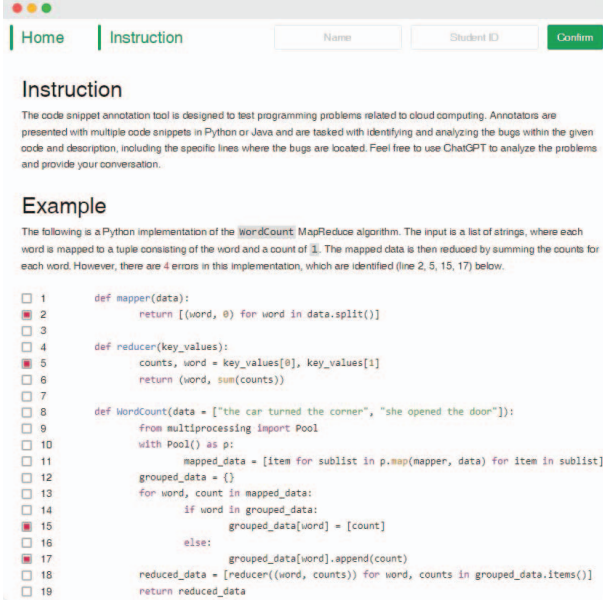 Home Instruction Name Student ID Confirm
Instruction
The code snippet annotation tool is designed to test programming problems related to cloud computing. Annotators are
presented with multiple code snippets in Python or Java and are tasked with identifying and analyzing the bugs within the given
code and description, including the specific lines where the bugs are located. Feel free to use ChatGPT to analyze the problems
and provide your conversation.
Example
The following is a Python implementation of the WordCount MapReduce algorithm. The input is a list of strings, where each
word is mapped to a tuple consisting of the word and a count of 1. The mapped data is then reduced by summing the counts for
each word. However, there are 4 errors in this implementation, which are identified (line 2, 5, 15, 17) below.
1 def mapper(data):
2 return [(word, 0) for word in data.split()]
3
4 def reducer(key_values):
5 counts, word = key_values[0], key_values[1]
6 return (word, sum(counts))
7
8 def WordCount(data = ["the car turned the corner", "she opened the door"]):
9 from multiprocessing import Pool
10 with Pool() as p:
11 mapped_data = [item for sublist in p.map(mapper, data) for item in sublist]
12 grouped_data = {}
13 for word, count in mapped_data:
14 if word in grouped_data:
15 grouped_data[word] = [count]
16 else:
17 grouped_data[word].append(count)
18 reduced_data = [reducer((word, counts)) for word, counts in grouped_data.items()]
19 return reduced_data